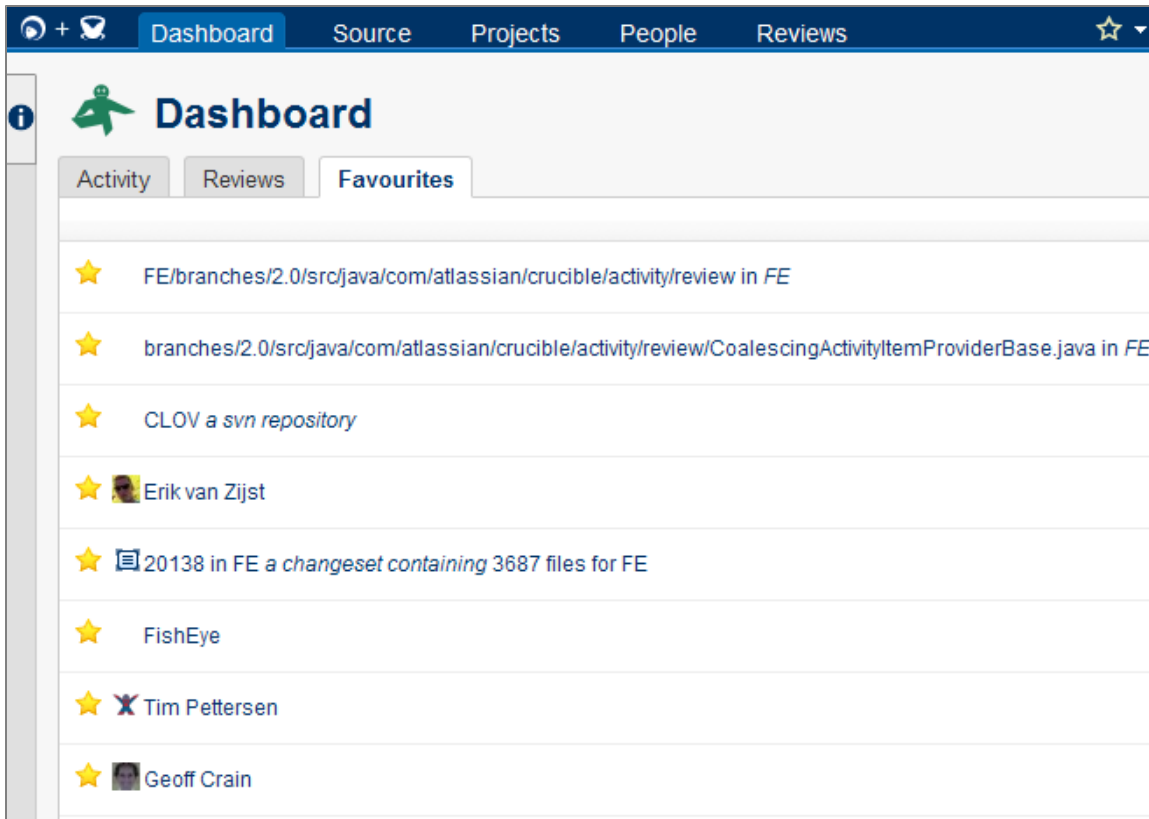 + Dashboard Source Projects People Reviews
Dashboard
Activity Reviews Favourites
FE/branches/2.0/src/java/com/atlassian/crucible/activity/review in FE
branches/2.0/src/java/com/atlassian/crucible/activity/review/CoalescingActivityItemProviderBase.java in FE
CLOV a svn repository
Erik van Zijst
20138 in FE a changeset containing 3687 files for FE
FishEye
Tim Pettersen
Geoff Crain